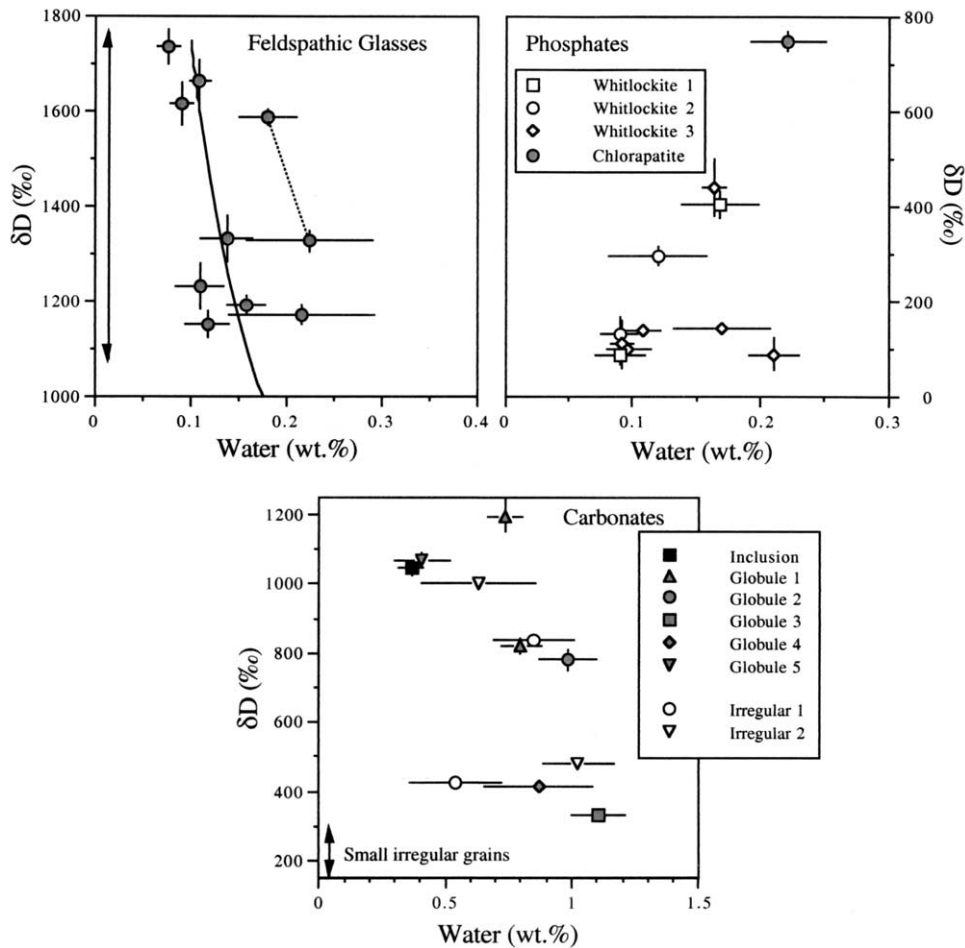 Feldspathic Glasses
1800
1600
1400
1200
1000
δD (‰)
0
0.1
0.2
0.3
0.4
Water (wt.%)
Phosphates
Whitlockite 1
Whitlockite 2
Whitlockite 3
Chlorapatite
800
600
400
200
0
δD (‰)
0
0.1
0.2
0.3
Water (wt.%)
Carbonates
1200
1000
800
600
400
200
δD (‰)
Inclusion
Globule 1
Globule 2
Globule 3
Globule 4
Globule 5
Irregular 1
Irregular 2
Small irregular grains
0
0.5
1
1.5
Water (wt.%)